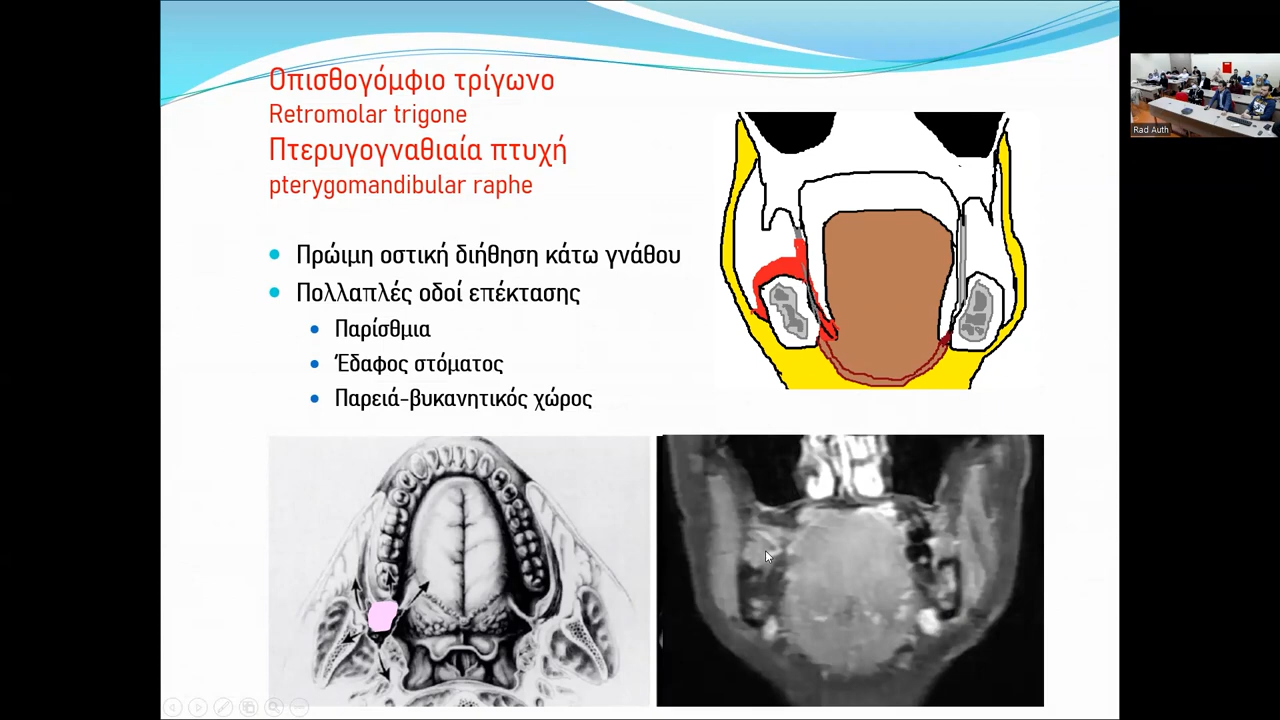 Οπισθογόμφιο τρίγωνο
Retromolar trigone
Πτερυγογναθιαία πτυχή
pterygomandibular raphe
Πρώιμη οστική διήθηση κάτω γνάθου
Πολλαπλές οδοί επέκτασης
Παρίσθμια
Έδαφος στόματος
Παρειά-βυκανητικός χώρος
Rad Auth